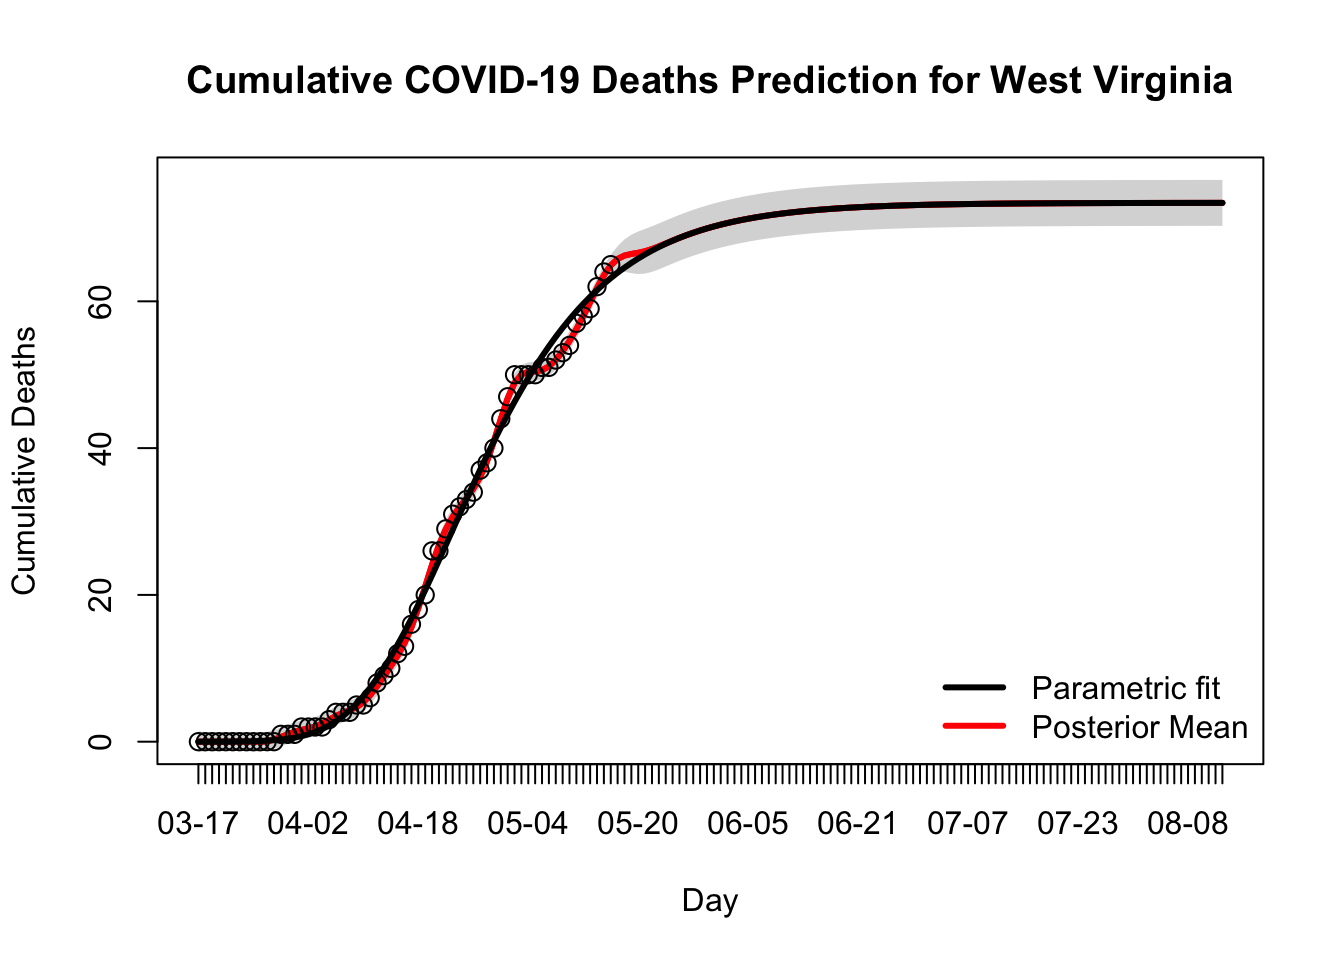 Cumulative COVID-19 Deaths Prediction for West Virginia
Cumulative Deaths
60
40
20
0
Parametric fit
Posterior Mean
03-17 04-02 04-18 05-04 05-20 06-05 06-21 07-07 07-23 08-08
Day